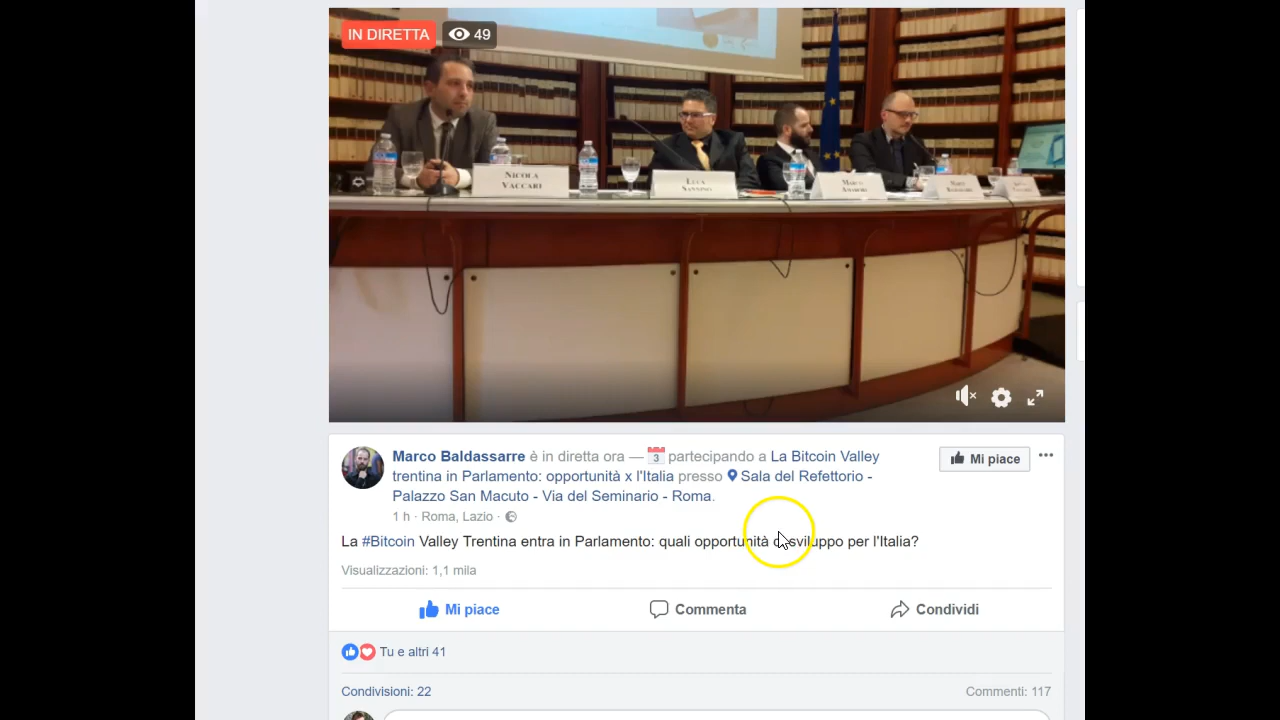 IN DIRETTA 49
NICOLA
VACCARI
LUCA
SANNINO
MARCO
Marco Baldassarre è in diretta ora — 3 partecipando a La Bitcoin Valley
trentina in Parlamento: opportunità x l'Italia presso Sala del Refettorio -
Palazzo San Macuto - Via del Seminario - Roma.
Mi piace
1 h · Roma, Lazio ·
La #Bitcoin Valley Trentina entra in Parlamento: quali opportunità di sviluppo per l'Italia?
Visualizzazioni: 1,1 mila
Mi piace Commenta Condividi
Tu e altri 41
Condivisioni: 22 Commenti: 117